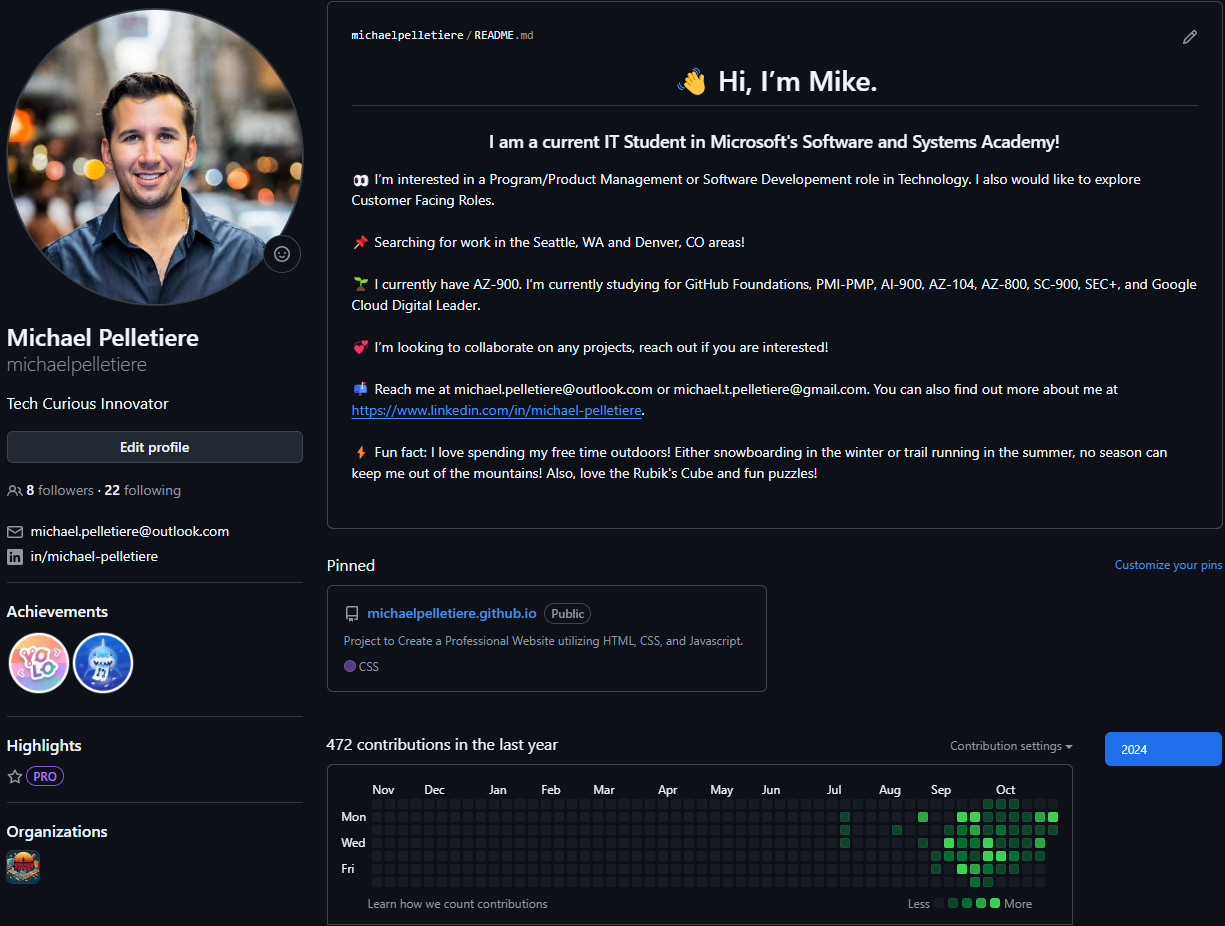 michaelpelletiere / README.md
👋 Hi, I’m Mike.
I am a current IT Student in Microsoft's Software and Systems Academy!
👀 I’m interested in a Program/Product Management or Software Developement role in Technology. I also would like to explore
Customer Facing Roles.
📌 Searching for work in the Seattle, WA and Denver, CO areas!
🌱 I currently have AZ-900. I’m currently studying for GitHub Foundations, PMI-PMP, AI-900, AZ-104, AZ-800, SC-900, SEC+, and Google
Cloud Digital Leader.
💞️ I’m looking to collaborate on any projects, reach out if you are interested!
📫 Reach me at michael.pelletiere@outlook.com or michael.t.pelletiere@gmail.com. You can also find out more about me at
https://www.linkedin.com/in/michael-pelletiere.
⚡ Fun fact: I love spending my free time outdoors! Either snowboarding in the winter or trail running in the summer, no season can
keep me out of the mountains! Also, love the Rubik's Cube and fun puzzles!
Michael Pelletiere
michaelpelletiere
Tech Curious Innovator
Edit profile
8 followers · 22 following
michael.pelletiere@outlook.com
in/michael-pelletiere
Achievements
YOLO
Highlights
PRO
Organizations
Pinned
Customize your pins
michaelpelletiere.github.io Public
Project to Create a Professional Website utilizing HTML, CSS, and Javascript.
CSS
472 contributions in the last year
Contribution settings
2024
Nov Dec Jan Feb Mar Apr May Jun Jul Aug Sep Oct
Mon
Wed
Fri
Learn how we count contributions
Less More